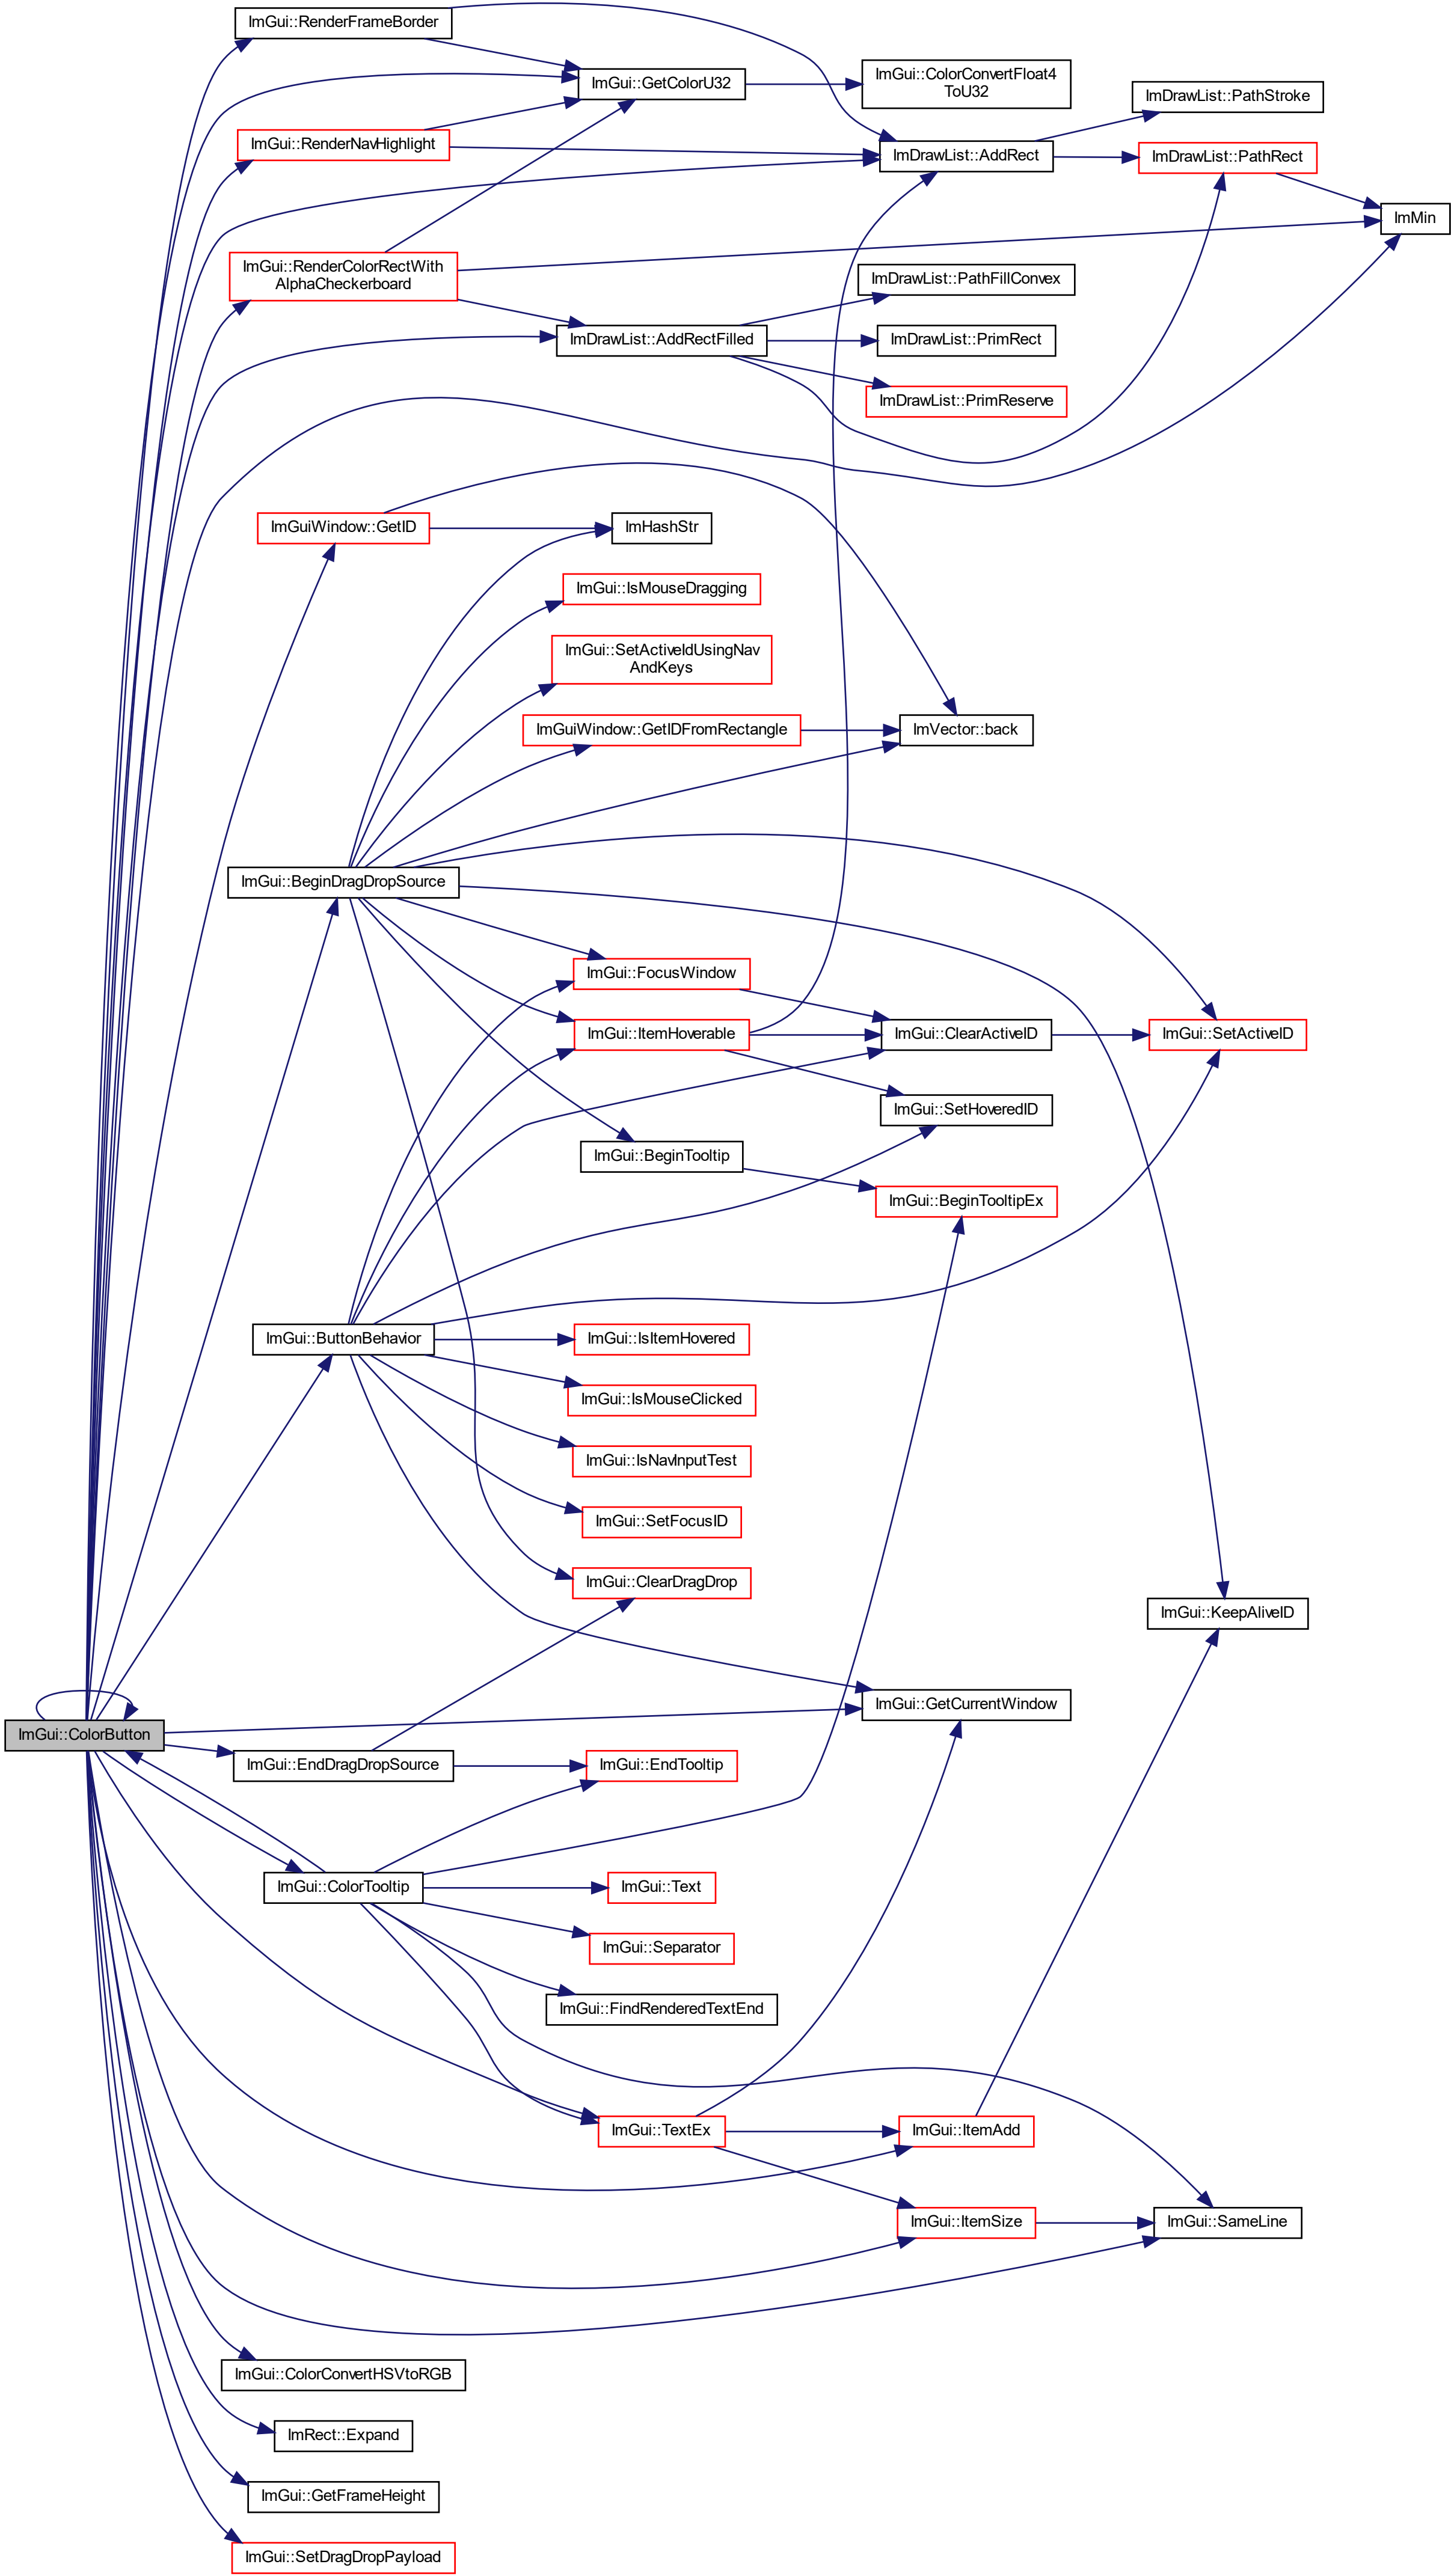 ImGui::RenderFrameBorder
ImGui::GetColorU32
ImGui::ColorConvertFloat4
ToU32
ImDrawList::PathStroke
ImGui::RenderNavHighlight
ImDrawList::AddRect
ImDrawList::PathRect
ImMin
ImGui::RenderColorRectWith
AlphaCheckerboard
ImDrawList::PathFillConvex
ImDrawList::AddRectFilled
ImDrawList::PrimRect
ImDrawList::PrimReserve
ImGuiWindow::GetID
ImHashStr
ImGui::IsMouseDragging
ImGui::SetActiveIdUsingNav
AndKeys
ImGuiWindow::GetIDFromRectangle
ImVector::back
ImGui::BeginDragDropSource
ImGui::FocusWindow
ImGui::ItemHoverable
ImGui::ClearActiveID
ImGui::SetActiveID
ImGui::SetHoveredID
ImGui::BeginTooltip
ImGui::BeginTooltipEx
ImGui::ButtonBehavior
ImGui::IsItemHovered
ImGui::IsMouseClicked
ImGui::IsNavInputTest
ImGui::SetFocusID
ImGui::ClearDragDrop
ImGui::KeepAliveID
ImGui::GetCurrentWindow
ImGui::ColorButton
ImGui::EndDragDropSource
ImGui::EndTooltip
ImGui::ColorTooltip
ImGui::Text
ImGui::Separator
ImGui::FindRenderedTextEnd
ImGui::TextEx
ImGui::ItemAdd
ImGui::ItemSize
ImGui::SameLine
ImGui::ColorConvertHSVtoRGB
ImRect::Expand
ImGui::GetFrameHeight
ImGui::SetDragDropPayload